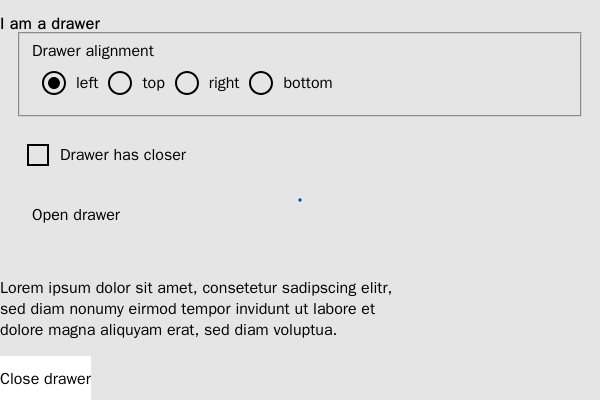 I am a drawer
Drawer alignment
left top right bottom
Drawer has closer
Open drawer
Lorem ipsum dolor sit amet, consetetur sadipscing elitr,
sed diam nonumy eirmod tempor invidunt ut labore et
dolore magna aliquyam erat, sed diam voluptua.
Close drawer